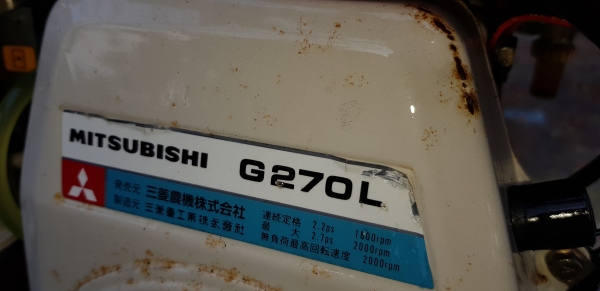 MITSUBISHI G270L
発売元 三菱農機株式会社
製造元 三菱重工業株式会社
連続定格 2.2ps 1600rpm
最大 2.7ps 2000rpm
無負荷最高回転速度 2000rpm